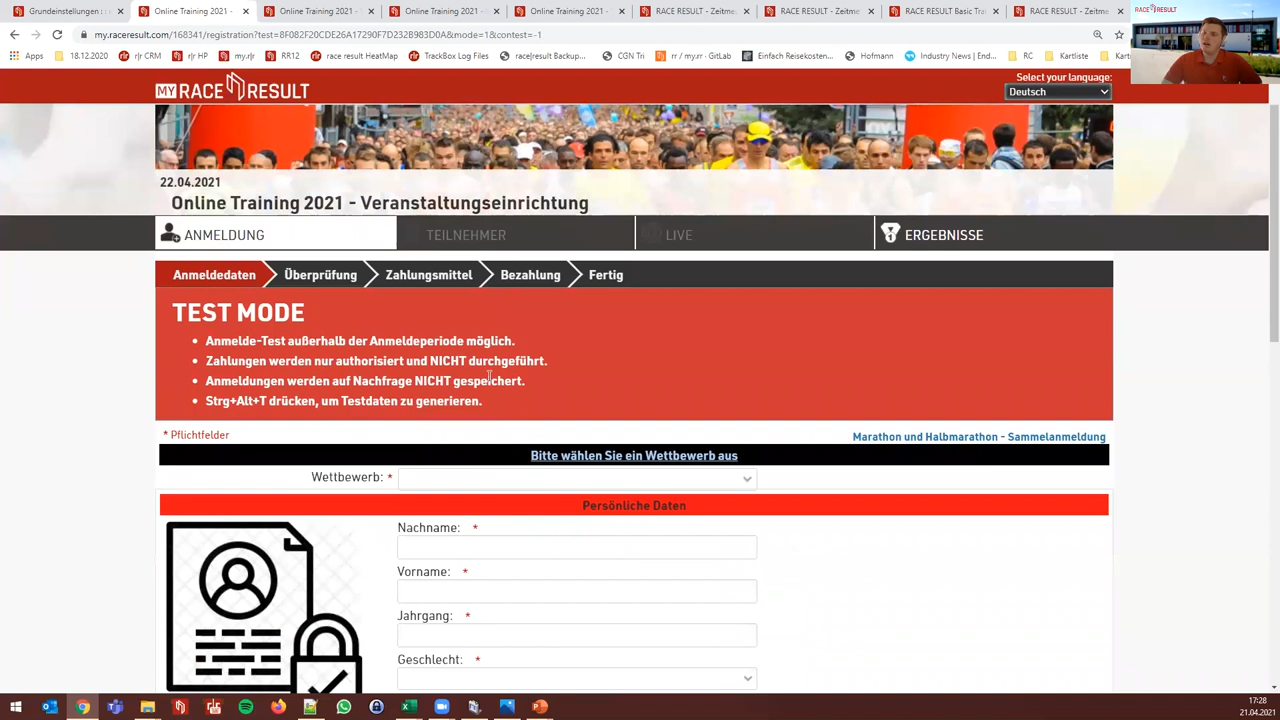 Grundeinstellungen :: :
Online Training 2021 -
Online Training 2021 -
Online Training 2021 -
Online Training 2021 -
RACE RESULT - Zeitme
RACE RESULT - Zeitme
RACE RESULT Basic Trai
RACE RESULT - Zeitme
my.raceresult.com/168341/registration?test=8F082F20CDE26A17290F7D232B983D0A&mode=1&contest=-1
Apps
18.12.2020
r|r CRM
r|r HP
my.r|r
RR12
race result HeatMap
TrackBox Log Files
race|result Backup...
CGN Tri
rr / my.rr · GitLab
Einfach Reisekosten...
Hofmann
Industry News | End...
RC
Kartliste
RACE RESULT
MY RACE RESULT
Select your language:
Deutsch
22.04.2021
Online Training 2021 - Veranstaltungseinrichtung
ANMELDUNG
TEILNEHMER
LIVE
ERGEBNISSE
Anmeldedaten
Überprüfung
Zahlungsmittel
Bezahlung
Fertig
TEST MODE
• Anmelde-Test außerhalb der Anmeldeperiode möglich.
• Zahlungen werden nur authorisiert und NICHT durchgeführt.
• Anmeldungen werden auf Nachfrage NICHT gespeichert.
• Strg+Alt+T drücken, um Testdaten zu generieren.
* Pflichtfelder
Marathon und Halbmarathon - Sammelanmeldung
Bitte wählen Sie ein Wettbewerb aus
Wettbewerb: *
Persönliche Daten
Nachname: *
Vorname: *
Jahrgang: *
Geschlecht: *
17:28
21.04.2021